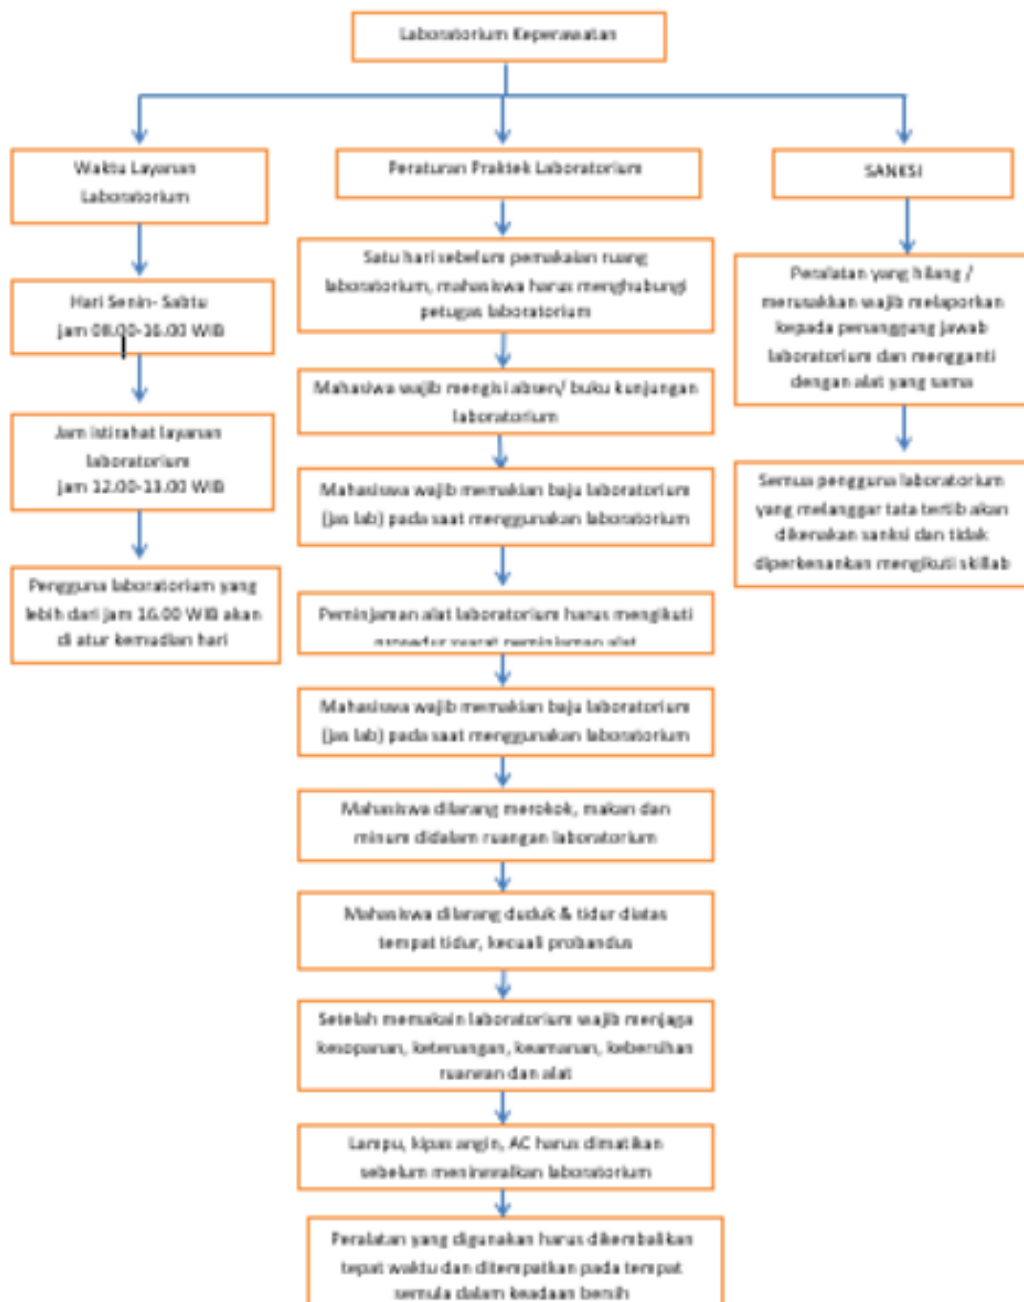 Laboratorium Keperawatan
Waktu Layanan
Laboratorium
Hari Senin- Sabtu
jam 08.00-16.00 WIB
Jam istirahat layanan
laboratorium
jam 12.00-13.00 WIB
Pengguna laboratorium yang
lebih dari jam 16.00 WIB akan
di atur kemudian hari
Peraturan Praktek Laboratorium
Satu hari sebelum pemakaian ruang
laboratorium, mahasiswa harus menghubungi
petugas laboratorium
Mahasiwa wajib mengisi absen/ buku kunjungan
laboratorium
Mahasiswa wajib memakian baju laboratorium
(jas lab) pada saat menggunakan laboratorium
Peminjaman alat laboratorium harus mengikuti
prosedur syarat peminjaman alat
Mahasiswa wajib memakian baju laboratorium
(jas lab) pada saat menggunakan laboratorium
Mahasiswa dilarang merokok, makan dan
minum didalam ruangan laboratorium
Mahasiswa dilarang duduk & tidur diatas
tempat tidur, kecuali probandus
Setelah memakain laboratorium wajib menjaga
kesopanan, ketenangan, keamanan, kebersihan
ruangan dan alat
Lampu, kipas angin, AC harus dimatikan
sebelum meninggalkan laboratorium
Peralatan yang digunakan harus dikembalikan
tepat waktu dan ditempatkan pada tempat
semula dalam keadaan bersih
SANKSI
Peralatan yang hilang /
merusakkan wajib melaporkan
kepada penanggung jawab
laboratorium dan mengganti
dengan alat yang sama
Semua pengguna laboratorium
yang melanggar tata tertib akan
dikenakan sanksi dan tidak
diperkenankan mengikuti skillab